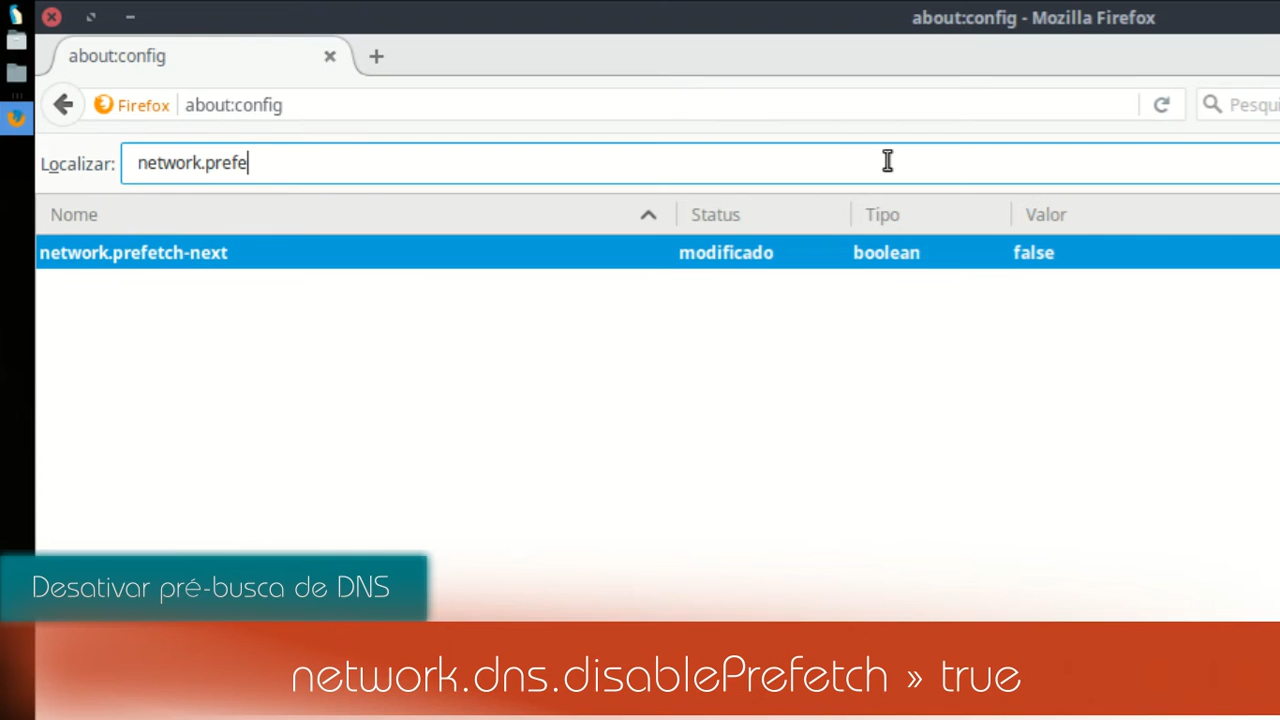 about:config - Mozilla Firefox
about:config
Firefox about:config Pesqui
Localizar: network.prefe
Nome Status Tipo Valor
network.prefetch-next modificado boolean false
Desativar pré-busca de DNS
network.dns.disablePrefetch » true